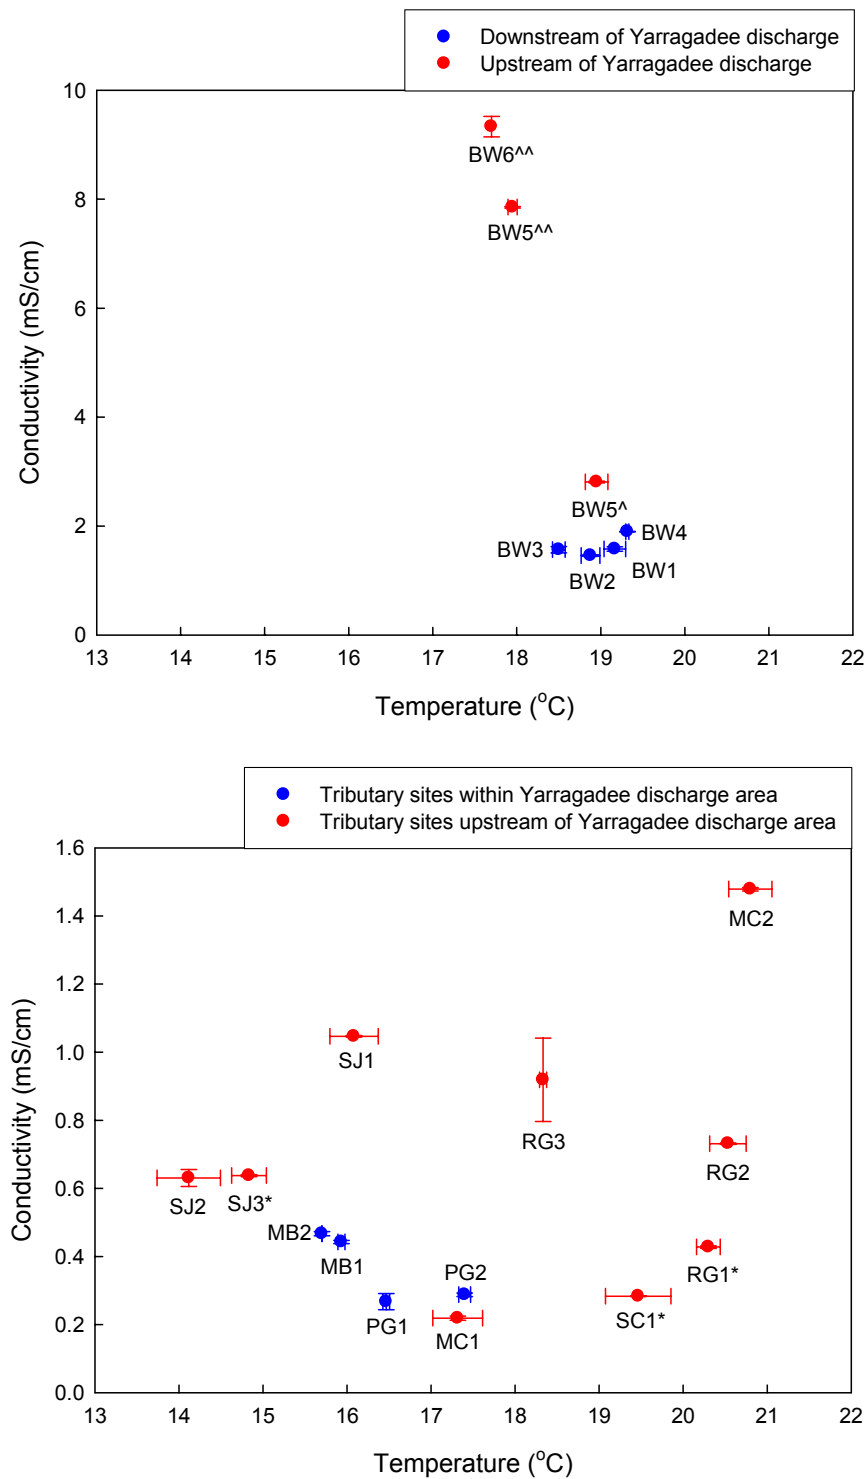 Downstream of Yarragadee discharge
Upstream of Yarragadee discharge
10
8
6
4
2
0
Conductivity (mS/cm)
BW6^^
BW5^^
BW5^
BW4
BW3
BW2
BW1
13 14 15 16 17 18 19 20 21 22
Temperature (°C)
Tributary sites within Yarragadee discharge area
Tributary sites upstream of Yarragadee discharge area
1.6
1.4
1.2
1.0
0.8
0.6
0.4
0.2
0.0
Conductivity (mS/cm)
MC2
SJ1
RG3
RG2
SJ2
SJ3*
MB2
MB1
PG2
RG1*
PG1
MC1
SC1*
13 14 15 16 17 18 19 20 21 22
Temperature (°C)